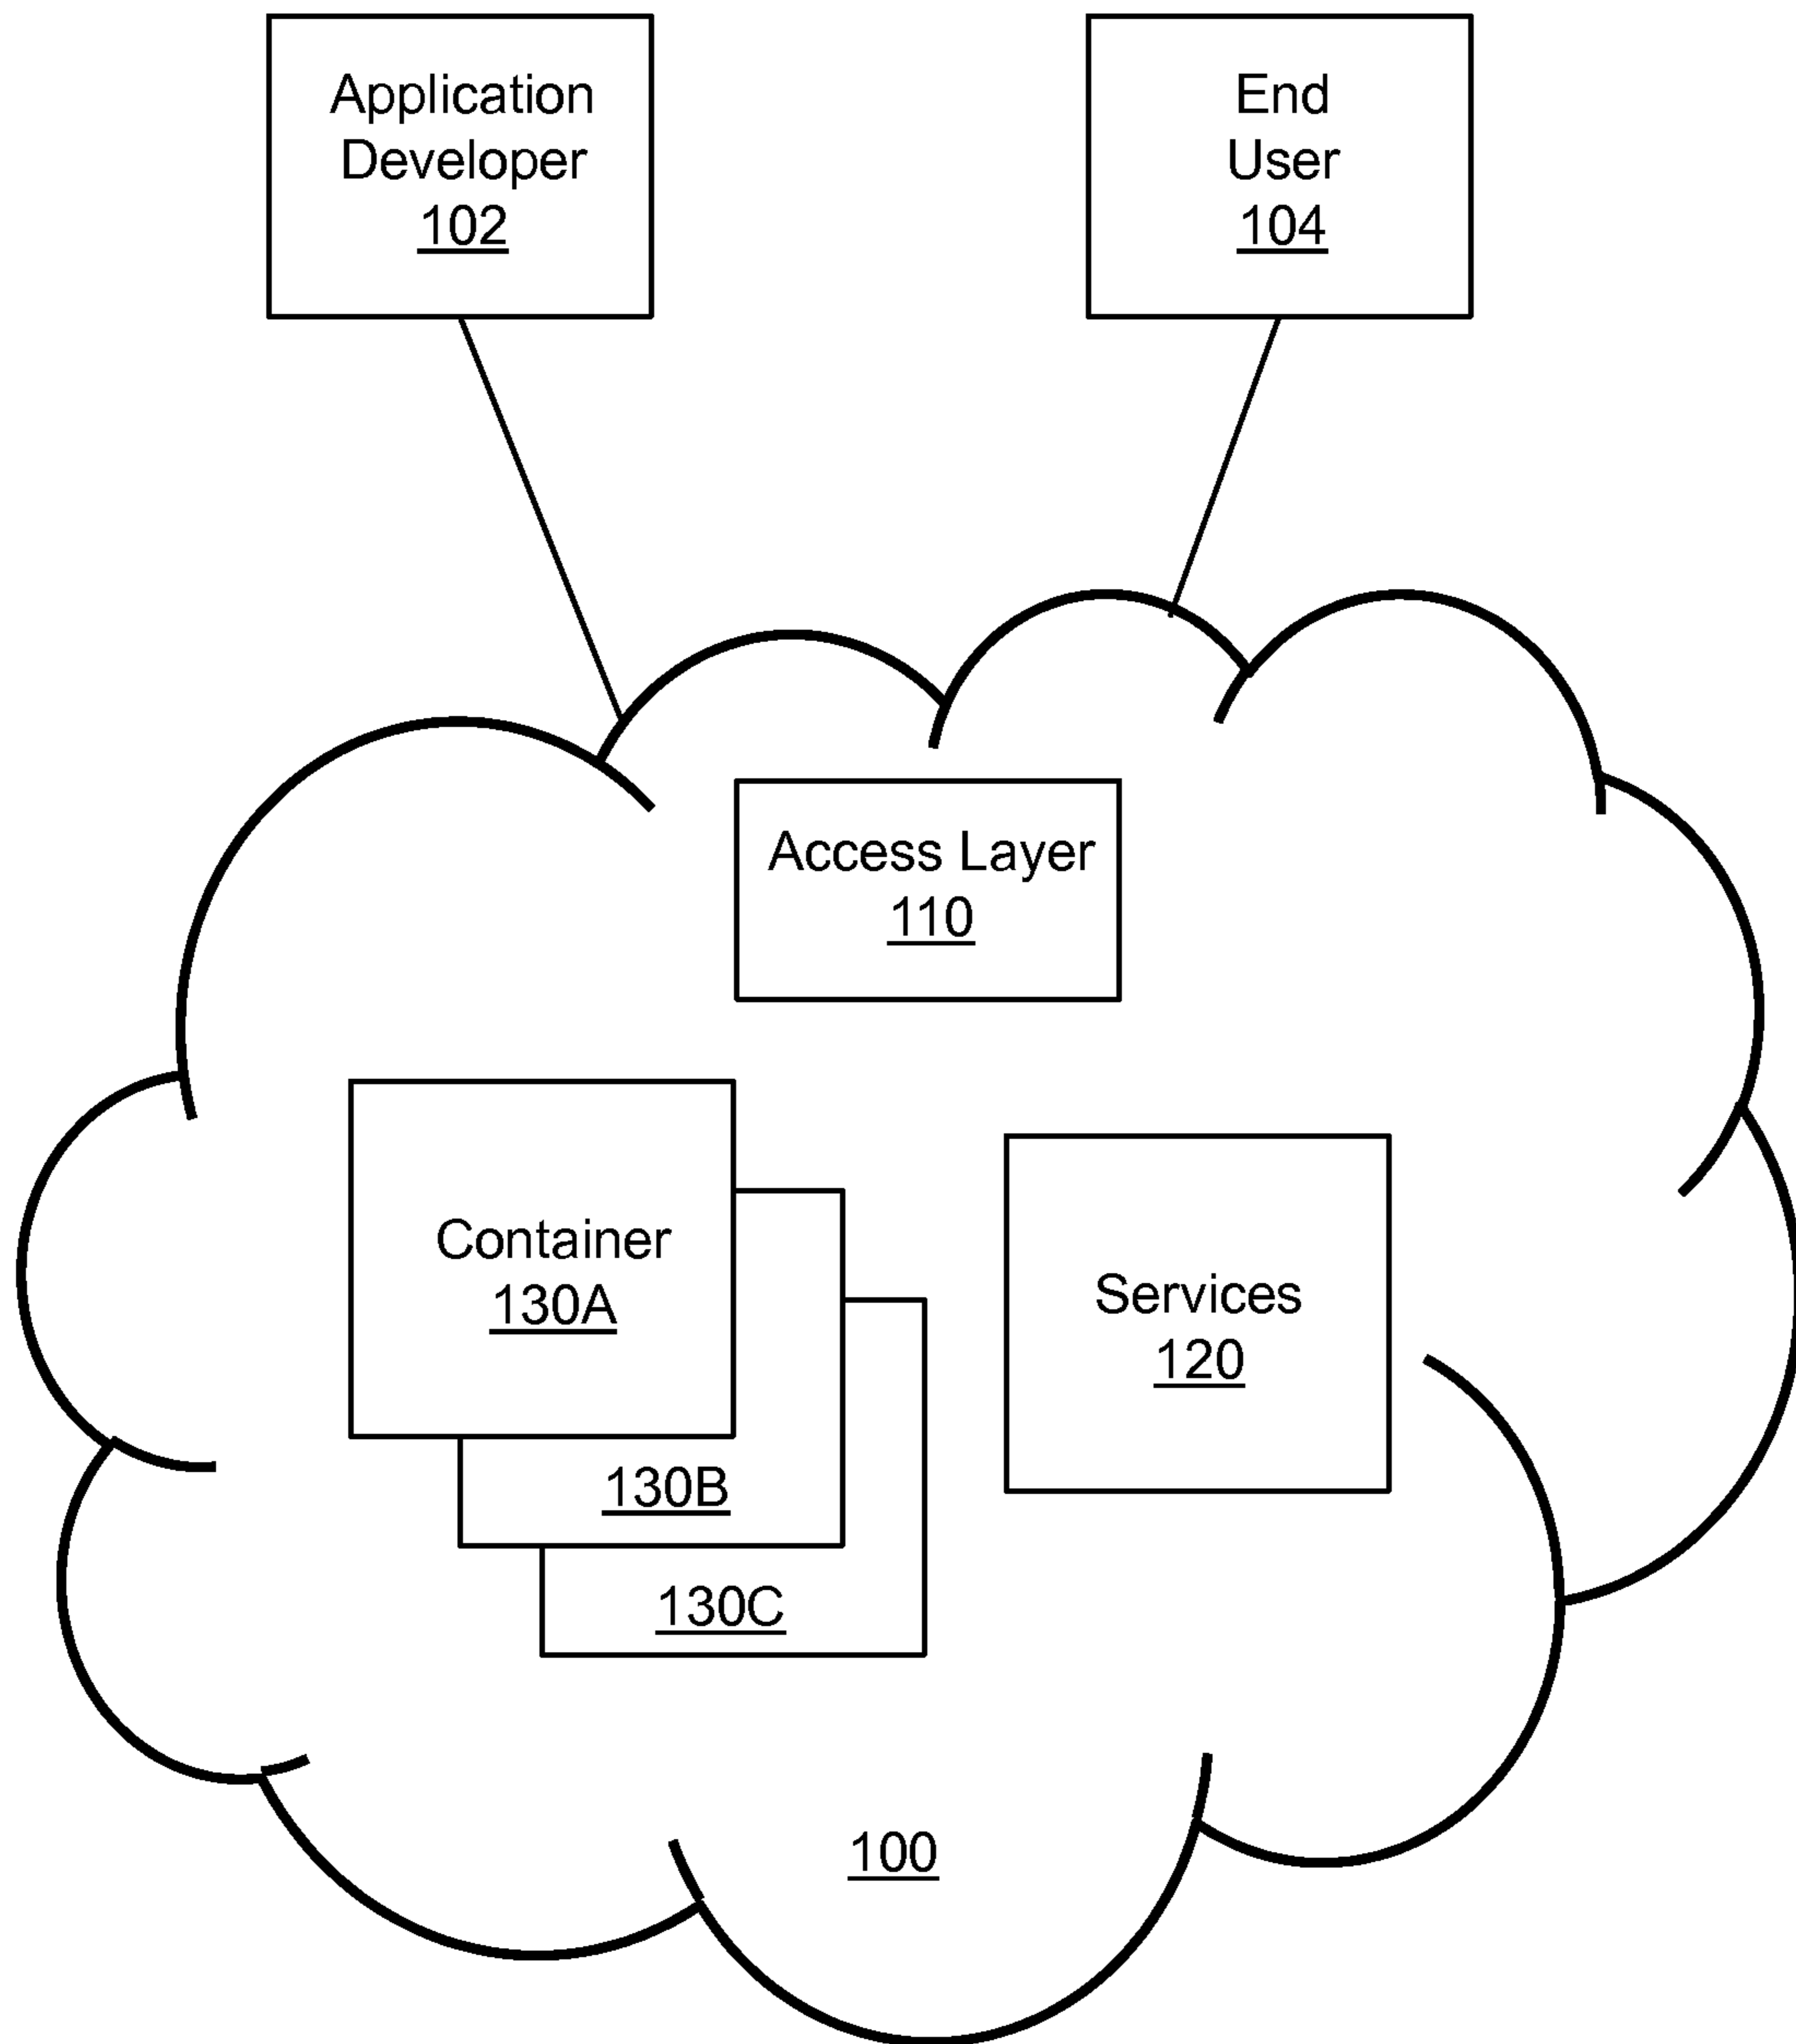 Application
Developer
102
End
User
104
Access Layer
110
Container
130A
130B
130C
Services
120
100